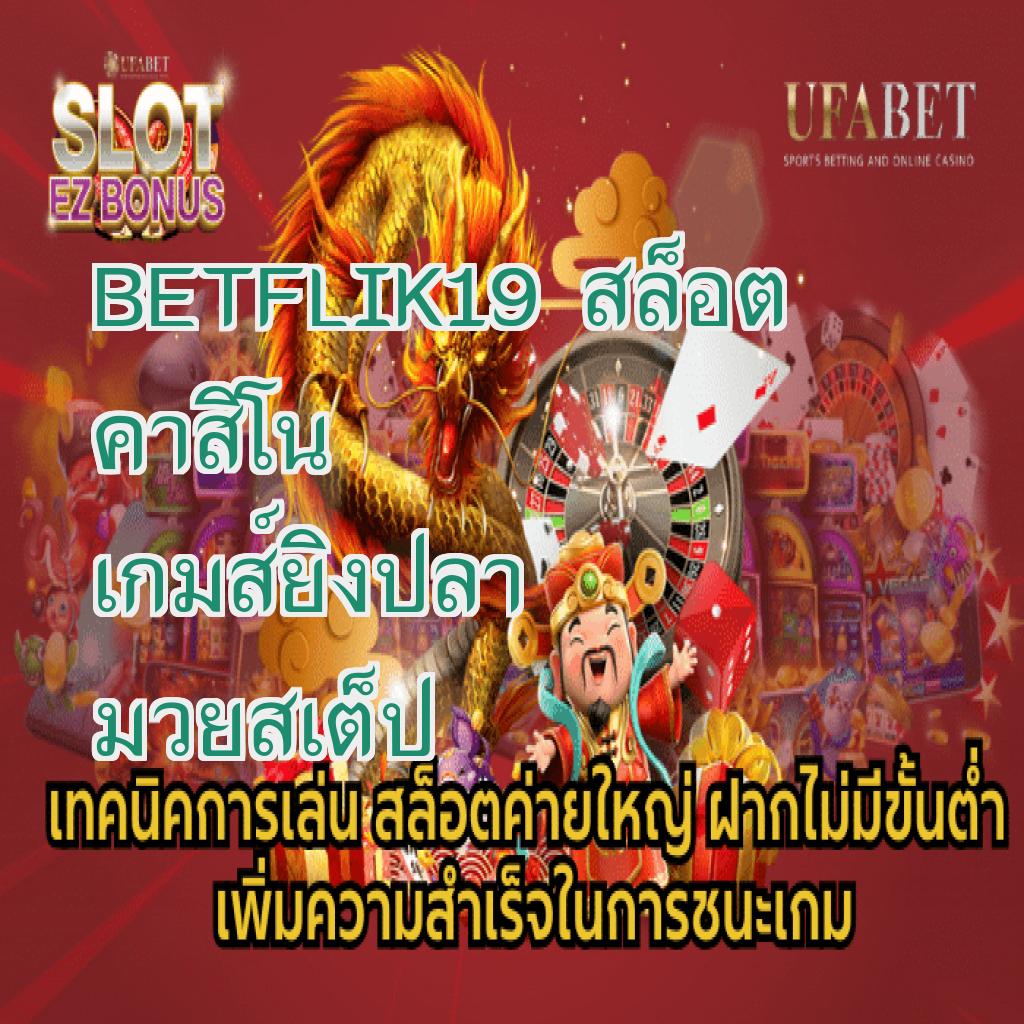 UFABET
SLOT
EZ BONUS
UFABET
SPORTS BETTING AND ONLINE CASINO
BETFLIK19 สล็อต
คาสิโน
เกมส์ยิงปลา
มวยสเต็ป
เทคนิคการเล่น สล็อตค่ายใหญ่ ฝากไม่มีขั้นต่ำ
เพิ่มความสำเร็จในการชนะเกม